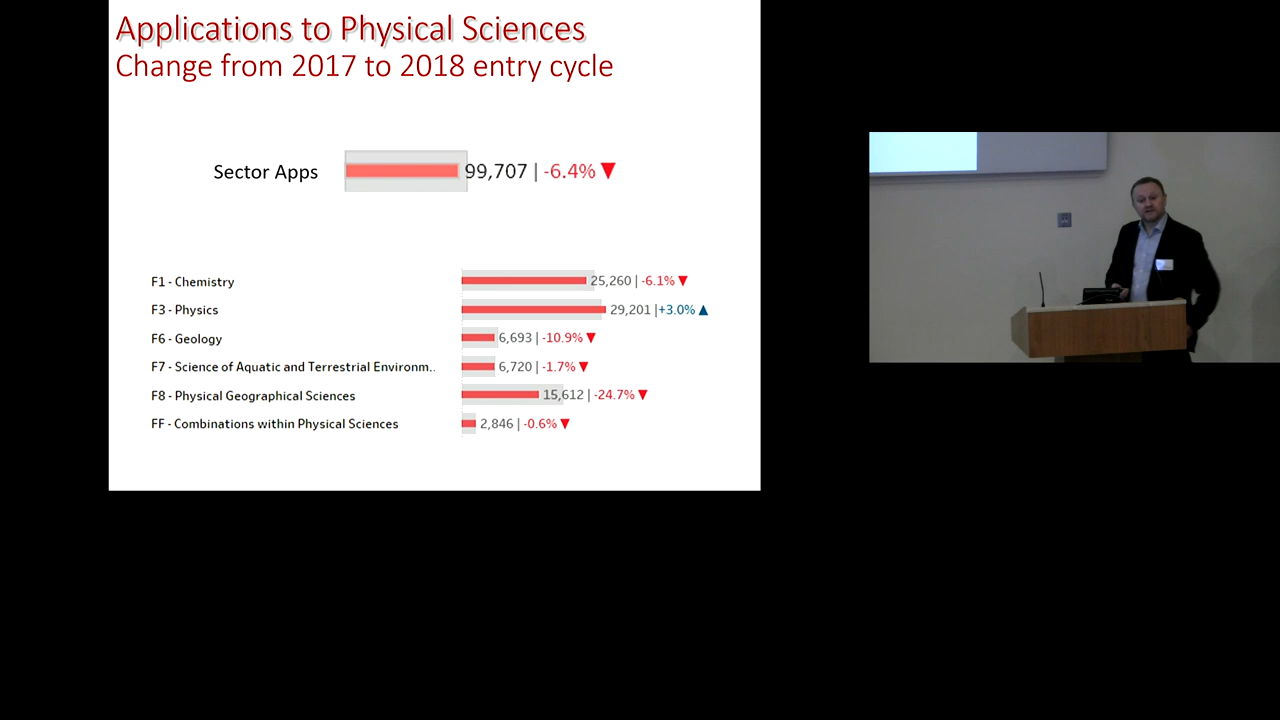 Applications to Physical Sciences
Change from 2017 to 2018 entry cycle
Sector Apps 99,707 | -6.4% ▼
F1 - Chemistry 25,260 | -6.1% ▼
F3 - Physics 29,201 |+3.0% ▲
F6 - Geology 6,693 | -10.9% ▼
F7 - Science of Aquatic and Terrestrial Environm.. 6,720 | -1.7% ▼
F8 - Physical Geographical Sciences 15,612 | -24.7% ▼
FF - Combinations within Physical Sciences 2,846 | -0.6% ▼